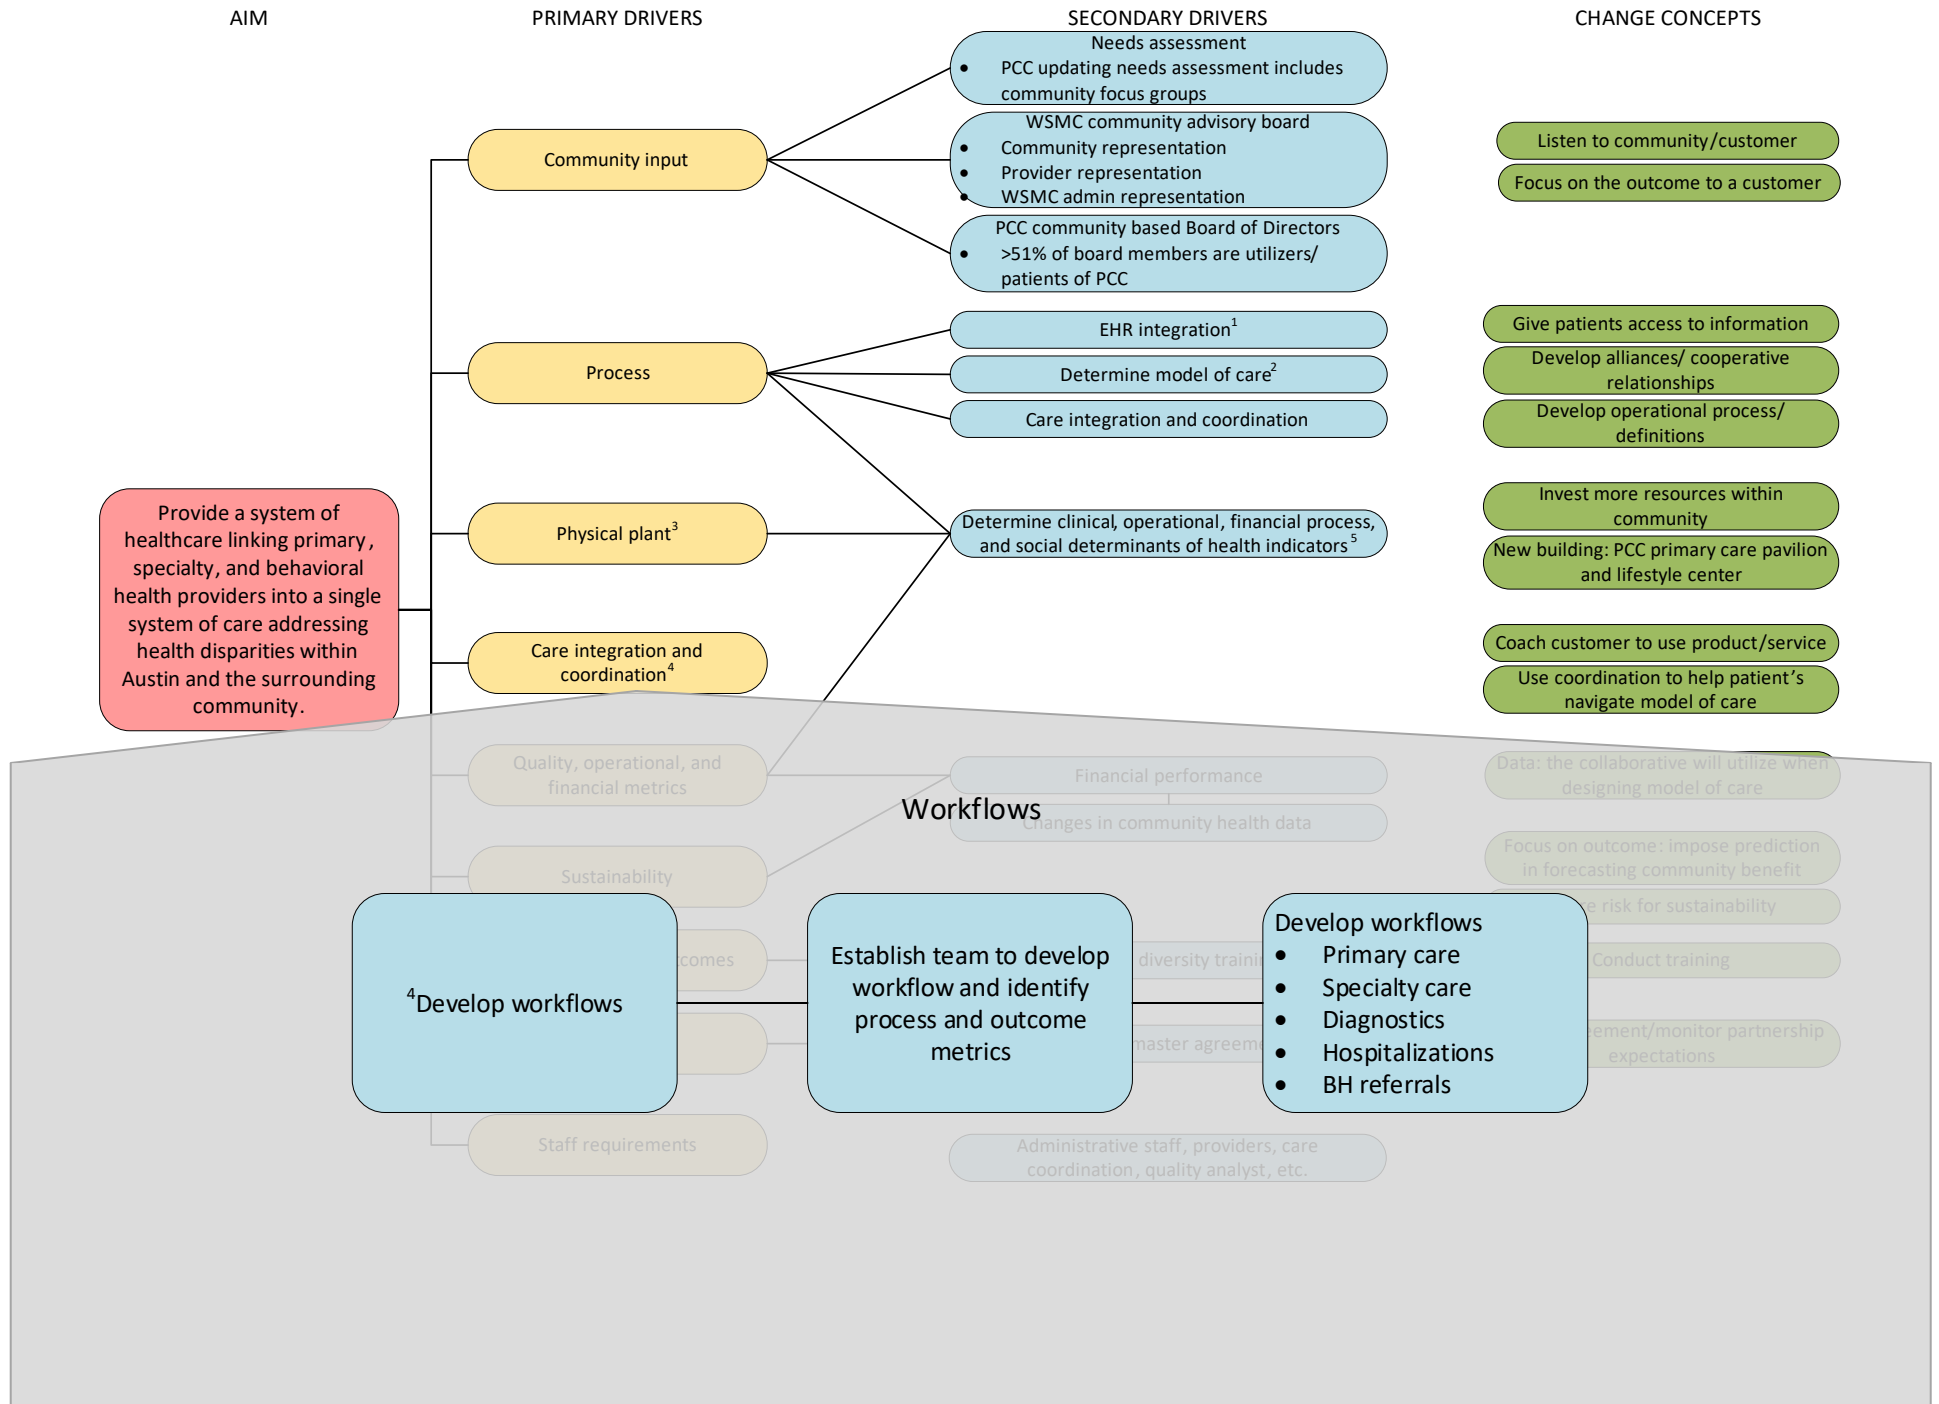 AIM
PRIMARY DRIVERS
SECONDARY DRIVERS
CHANGE CONCEPTS
Needs assessment
• PCC updating needs assessment includes
community focus groups
WSMC community advisory board
• Community representation
• Provider representation
• WSMC admin representation
PCC community based Board of Directors
• >51% of board members are utilizers/
patients of PCC
Community input
Listen to community/customer
Focus on the outcome to a customer
Process
EHR integration1
Determine model of care2
Care integration and coordination
Give patients access to information
Develop alliances/ cooperative
relationships
Develop operational process/
definitions
Provide a system of
healthcare linking primary,
specialty, and behavioral
health providers into a single
system of care addressing
health disparities within
Austin and the surrounding
community.
Physical plant3
Determine clinical, operational, financial process,
and social determinants of health indicators5
Invest more resources within
community
New building: PCC primary care pavilion
and lifestyle center
Care integration and
coordination4
Coach customer to use product/service
Use coordination to help patient's
navigate model of care
Quality, operational, and
financial metrics
Financial performance
Changes in community health data
Data: the collaborative will utilize when
designing model of care
Workflows
Sustainability
Focus on outcome: impose prediction
in forecasting community benefit
risk for sustainability
diversity
Conduct training
master
monitor partnership
expectations
4Develop workflows
Establish team to develop
workflow and identify
process and outcome
metrics
Develop workflows
• Primary care
• Specialty care
• Diagnostics
• Hospitalizations
• BH referrals
Staff requirements
Administrative staff, providers, care
coordination, quality analyst, etc.